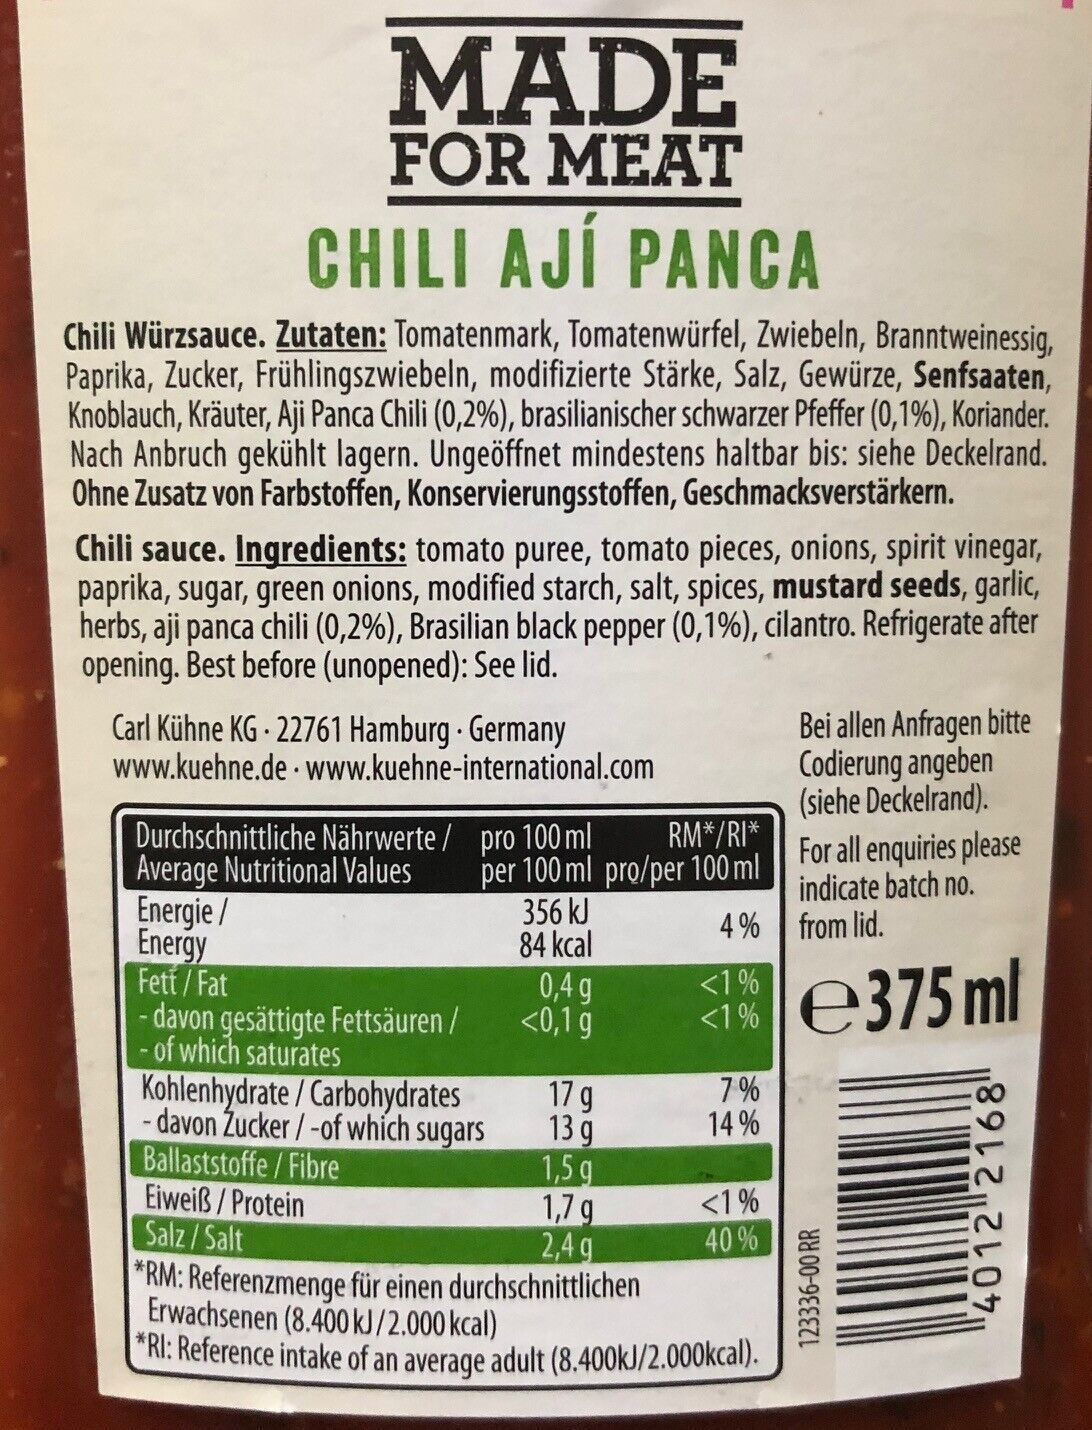 MADE
FOR MEAT
CHILI AJÍ PANCA
Chili Würzsauce. Zutaten: Tomatenmark, Tomatenwürfel, Zwiebeln, Branntweinessig,
Paprika, Zucker, Frühlingszwiebeln, modifizierte Stärke, Salz, Gewürze, Senfsaaten,
Knoblauch, Kräuter, Aji Panca Chili (0,2%), brasilianischer schwarzer Pfeffer (0,1%), Koriander.
Nach Anbruch gekühlt lagern. Ungeöffnet mindestens haltbar bis: siehe Deckelrand.
Ohne Zusatz von Farbstoffen, Konservierungsstoffen, Geschmacksverstärkern.
Chili sauce. Ingredients: tomato puree, tomato pieces, onions, spirit vinegar,
paprika, sugar, green onions, modified starch, salt, spices, mustard seeds, garlic,
herbs, aji panca chili (0,2%), Brasilian black pepper (0,1%), cilantro. Refrigerate after
opening. Best before (unopened): See lid.
Carl Kühne KG · 22761 Hamburg · Germany
www.kuehne.de · www.kuehne-international.com
Durchschnittliche Nährwerte / pro 100 ml RM*/RI*
Average Nutritional Values per 100 ml pro/per 100 ml
Energie / 356 kJ
Energy 84 kcal 4 %
Fett / Fat 0,4 g <1 %
- davon gesättigte Fettsäuren / <0,1 g <1 %
- of which saturates
Kohlenhydrate / Carbohydrates 17 g 7 %
- davon Zucker / -of which sugars 13 g 14 %
Ballaststoffe / Fibre 1,5 g
Eiweiß / Protein 1,7 g <1 %
Salz / Salt 2,4 g 40 %
*RM: Referenzmenge für einen durchschnittlichen
Erwachsenen (8.400 kJ / 2.000 kcal)
*RI: Reference intake of an average adult (8.400kJ/2.000kcal).
Bei allen Anfragen bitte
Codierung angeben
(siehe Deckelrand).
For all enquiries please
indicate batch no.
from lid.
e 375 ml
123336-00 RR
4012 2168